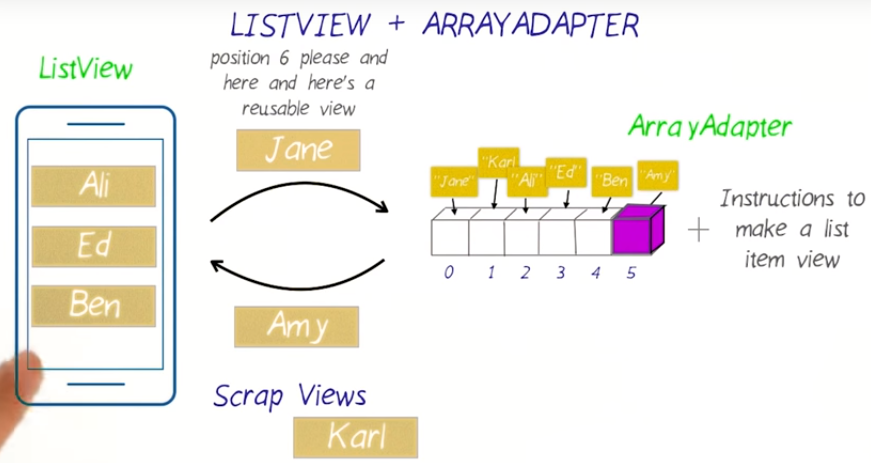 LISTVIEW + ARRAYADAPTER
ListView
position 6 please and
here and here's a
reusable view
Jane
ArrayAdapter
Ali
Ed
Ben
"Jane"
"Karl
"Ali"
"Ed"
"Ben
"Amy"
+
Instructions to
make a list
item view
0 1 2 3 4 5
Amy
Scrap Views
Karl